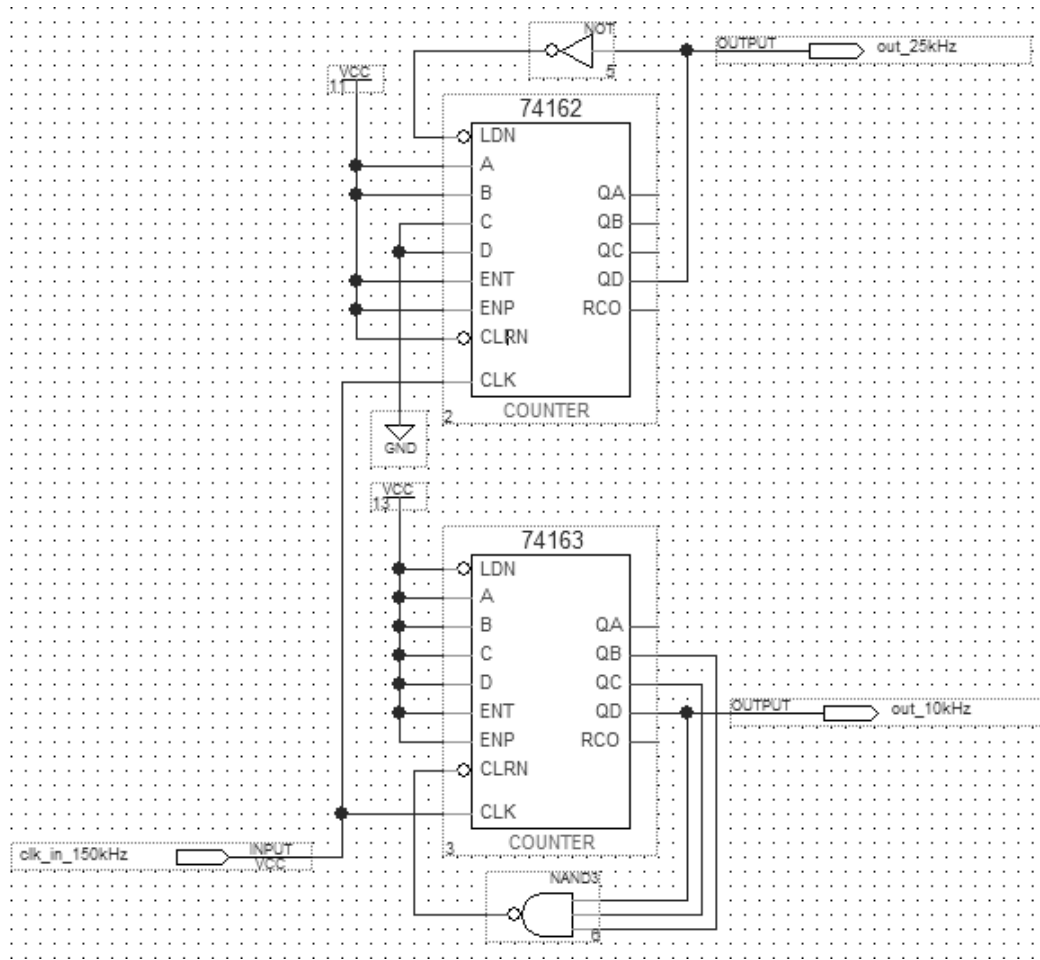 NOT
OUTPUT
out_25kHz
5
VCC
11
74162
LDN
A
B
C
D
ENT
ENP
CLRN
CLK
QA
QB
QC
QD
RCO
2
COUNTER
GND
VCC
13
74163
LDN
A
B
C
D
ENT
ENP
CLRN
CLK
QA
QB
QC
QD
RCO
OUTPUT
out_10kHz
3
COUNTER
clk_in_150kHz
INPUT
VCC
NAND3
6